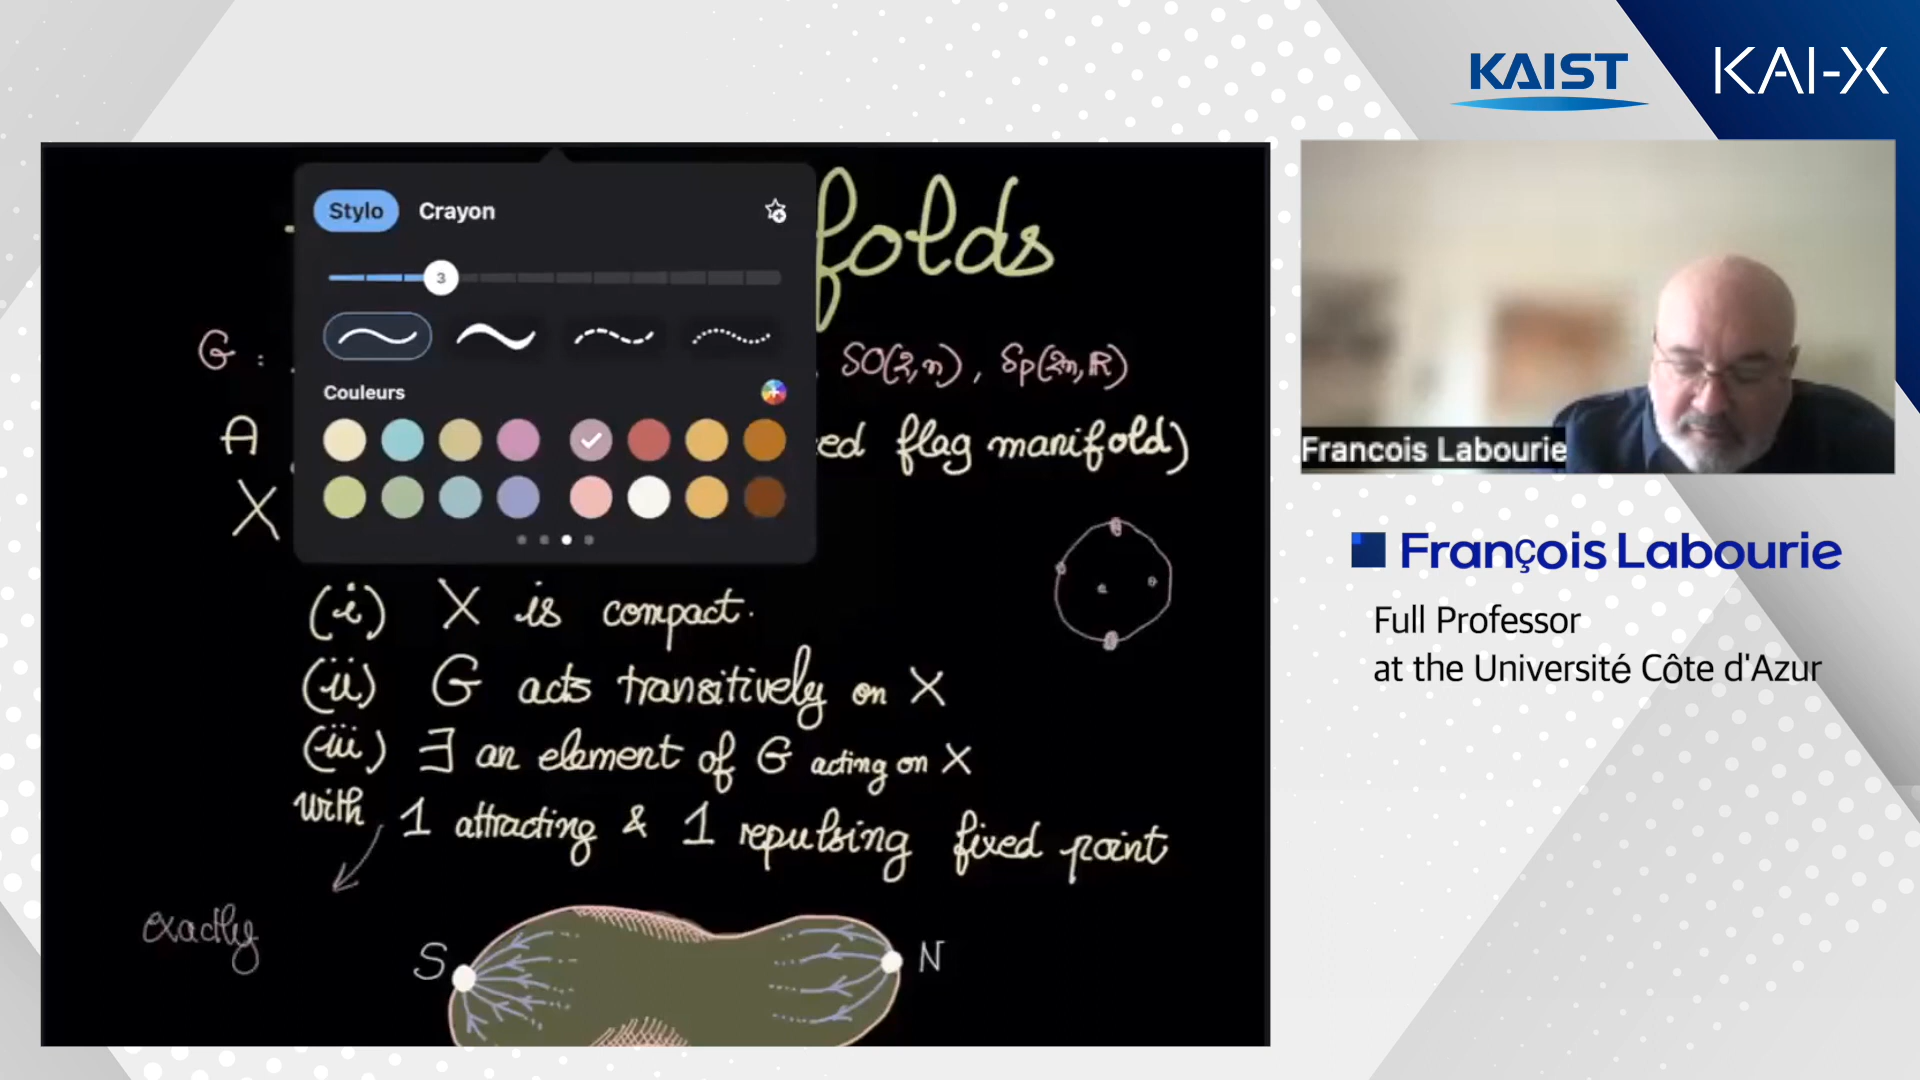 KAIST KAI-X
Stylo Crayon
3
folds
G : , SO(2,n), Sp(2n,R)
Couleurs
A ed flag manifold)
X
(i) X is compact.
(ii) G acts transitively on X
(iii) ∃ an element of G acting on X
with 1 attracting & 1 repulsing fixed point
exactly
S N
Francois Labourie
François Labourie
Full Professor
at the Université Côte d'Azur